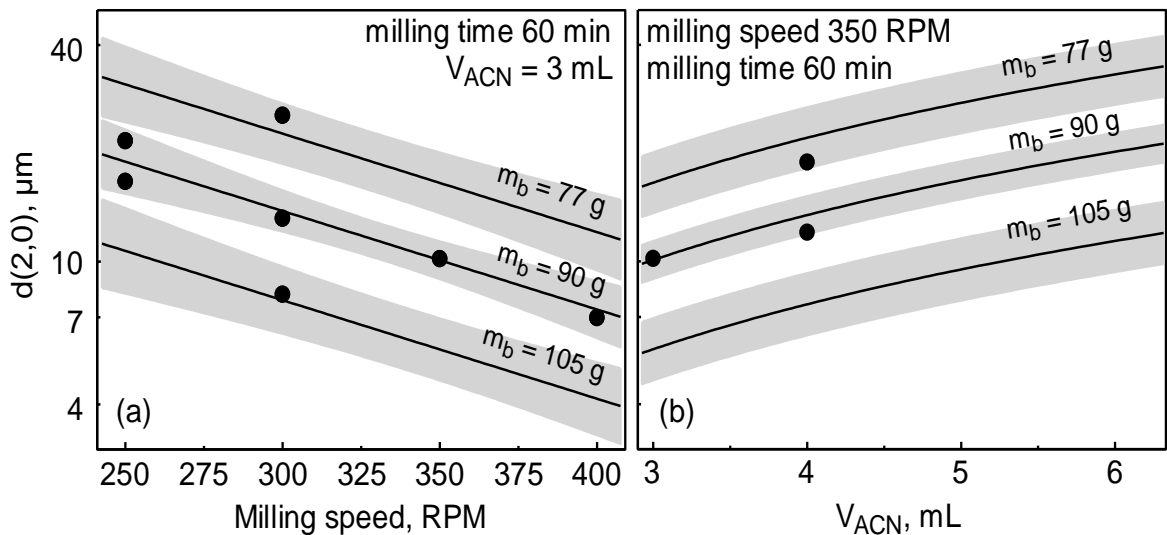 milling time 60 min
V_ACN = 3 mL
m_b = 77 g
m_b = 90 g
m_b = 105 g
(a)
d(2,0), µm
40
10
7
4
250 275 300 325 350 375 400
Milling speed, RPM
milling speed 350 RPM
milling time 60 min
m_b = 77 g
m_b = 90 g
m_b = 105 g
(b)
3 4 5 6
V_ACN, mL